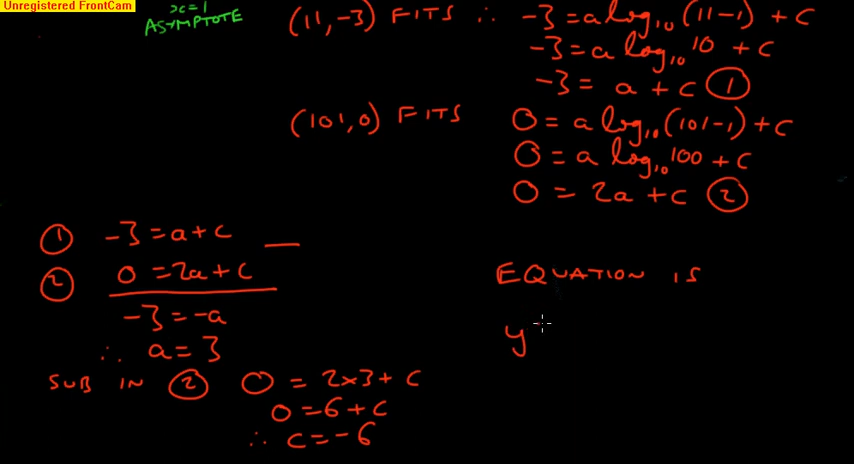 Unregistered FrontCam
x=1
ASYMPTOTE
(11,-3) FITS ∴ -3 = a log₁₀(11-1) + C
-3 = a log₁₀ 10 + C
-3 = a + C ①
(101,0) FITS 0 = a log₁₀(101-1) + C
0 = a log₁₀ 100 + C
0 = 2a + C ②
① -3 = a + C
② 0 = 2a + C
-3 = -a
∴ a = 3
SUB IN ② 0 = 2×3 + C
0 = 6 + C
∴ C = -6
EQUATION IS
y